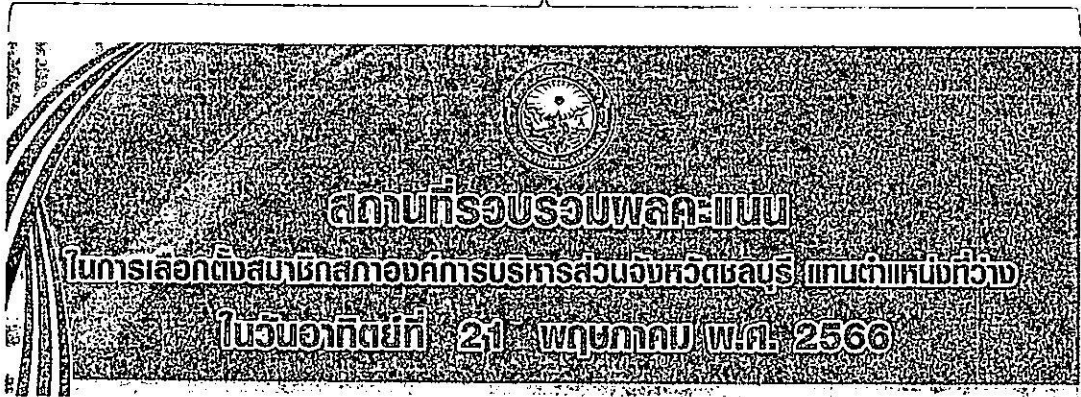 สถานที่รวบรวมผลคะแนน
ในการเลือกตั้งสมาชิกสภาองค์การบริหารส่วนจังหวัดชลบุรี แทนตำแหน่งที่ว่าง
ในวันอาทิตย์ที่ 21 พฤษภาคม พ.ศ. 2566